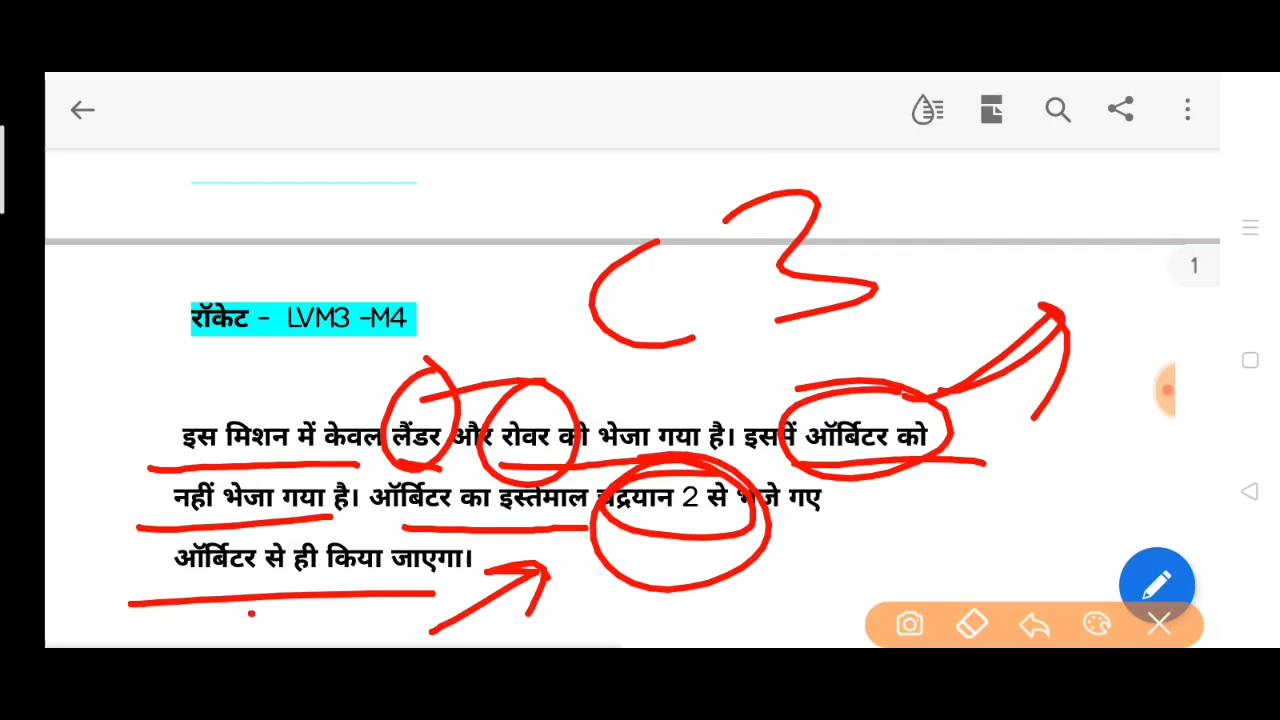 C3
1
रॉकेट - LVM3 -M4
इस मिशन में केवल लैंडर और रोवर को भेजा गया है। इसमें ऑर्बिटर को
नहीं भेजा गया है। ऑर्बिटर का इस्तेमाल चंद्रयान 2 से भेजे गए
ऑर्बिटर से ही किया जाएगा।